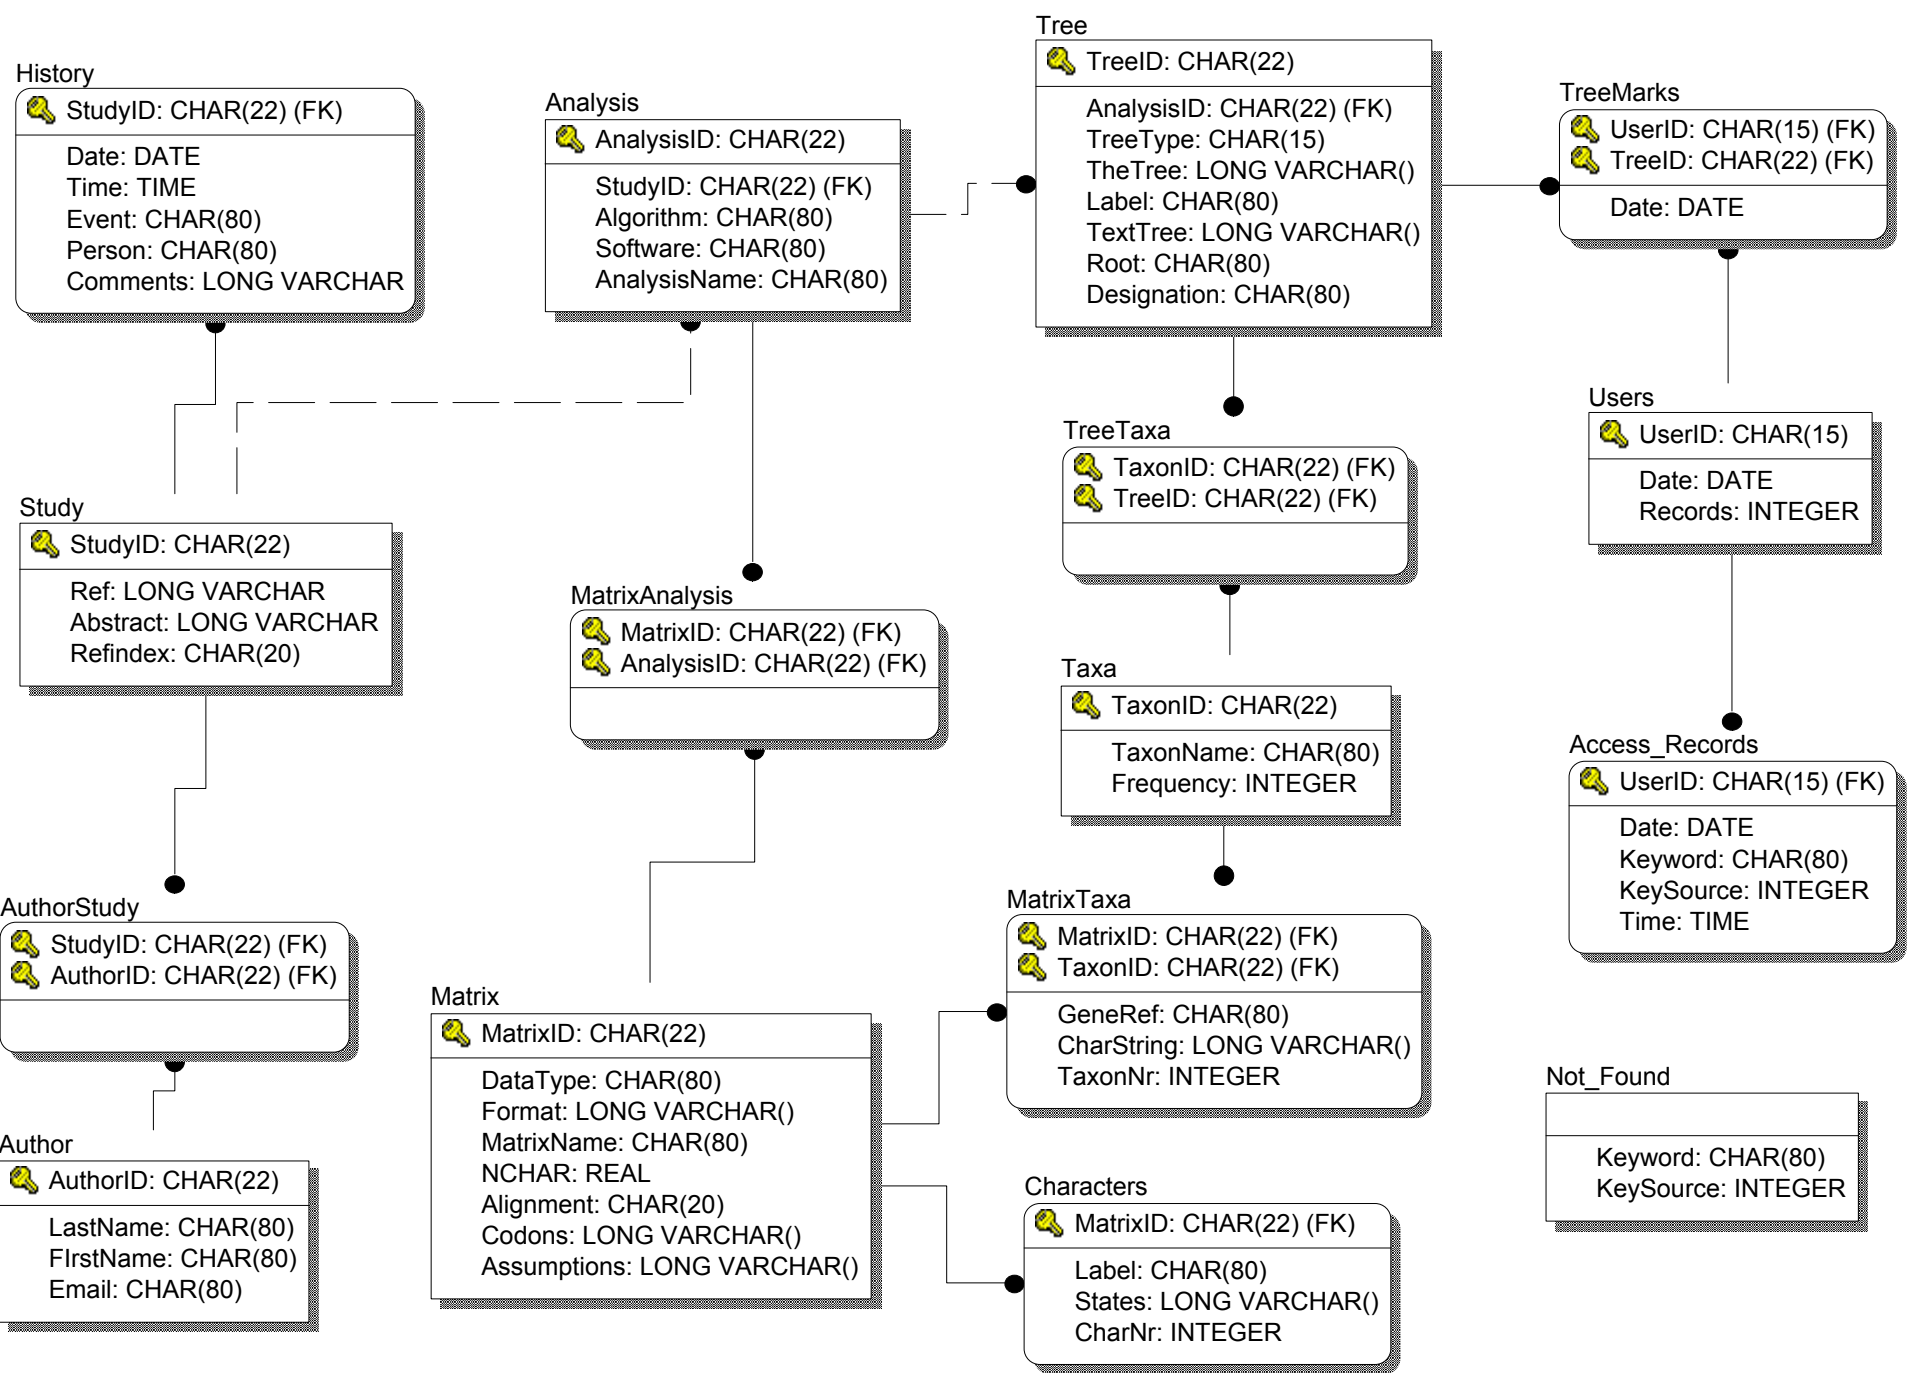 History
StudyID: CHAR(22) (FK)
Date: DATE
Time: TIME
Event: CHAR(80)
Person: CHAR(80)
Comments: LONG VARCHAR
Analysis
AnalysisID: CHAR(22)
StudyID: CHAR(22) (FK)
Algorithm: CHAR(80)
Software: CHAR(80)
AnalysisName: CHAR(80)
Tree
TreeID: CHAR(22)
AnalysisID: CHAR(22) (FK)
TreeType: CHAR(15)
TheTree: LONG VARCHAR()
Label: CHAR(80)
TextTree: LONG VARCHAR()
Root: CHAR(80)
Designation: CHAR(80)
TreeMarks
UserID: CHAR(15) (FK)
TreeID: CHAR(22) (FK)
Date: DATE
Study
StudyID: CHAR(22)
Ref: LONG VARCHAR
Abstract: LONG VARCHAR
Refindex: CHAR(20)
MatrixAnalysis
MatrixID: CHAR(22) (FK)
AnalysisID: CHAR(22) (FK)
TreeTaxa
TaxonID: CHAR(22) (FK)
TreeID: CHAR(22) (FK)
Users
UserID: CHAR(15)
Date: DATE
Records: INTEGER
Taxa
TaxonID: CHAR(22)
TaxonName: CHAR(80)
Frequency: INTEGER
Access_Records
UserID: CHAR(15) (FK)
Date: DATE
Keyword: CHAR(80)
KeySource: INTEGER
Time: TIME
AuthorStudy
StudyID: CHAR(22) (FK)
AuthorID: CHAR(22) (FK)
Matrix
MatrixID: CHAR(22)
DataType: CHAR(80)
Format: LONG VARCHAR()
MatrixName: CHAR(80)
NCHAR: REAL
Alignment: CHAR(20)
Codons: LONG VARCHAR()
Assumptions: LONG VARCHAR()
MatrixTaxa
MatrixID: CHAR(22) (FK)
TaxonID: CHAR(22) (FK)
GeneRef: CHAR(80)
CharString: LONG VARCHAR()
TaxonNr: INTEGER
Author
AuthorID: CHAR(22)
LastName: CHAR(80)
FIrstName: CHAR(80)
Email: CHAR(80)
Characters
MatrixID: CHAR(22) (FK)
Label: CHAR(80)
States: LONG VARCHAR()
CharNr: INTEGER
Not_Found
Keyword: CHAR(80)
KeySource: INTEGER